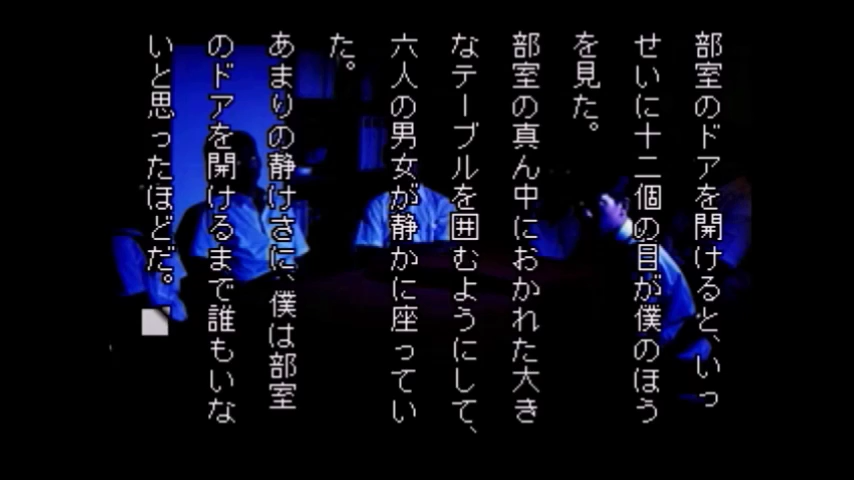 部室のドアを開けると、いっ
せいに十二個の目が僕のほう
を見た。
部室の真ん中におかれた大き
なテーブルを囲むようにして、
六人の男女が静かに座ってい
た。
あまりの静けさに、僕は部室
のドアを開けるまで誰もいな
いと思ったほどだ。